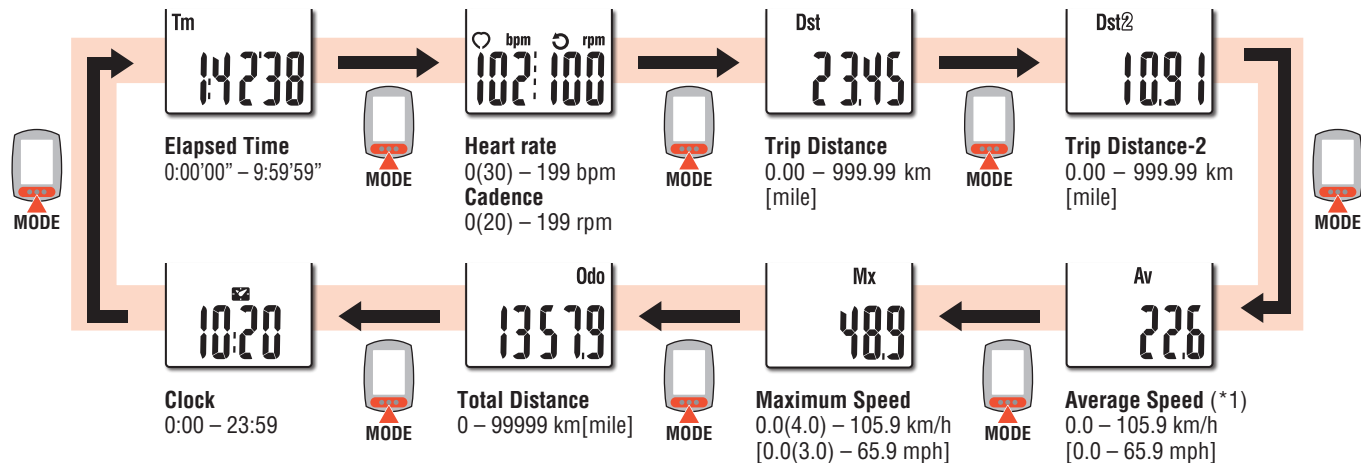 Tm
1:42'38
Elapsed Time
0:00'00” – 9:59'59”
MODE
bpm rpm
102 100
Heart rate
0(30) – 199 bpm
Cadence
0(20) – 199 rpm
MODE
Dst
23.45
Trip Distance
0.00 – 999.99 km
[mile]
MODE
Dst2
10.91
Trip Distance-2
0.00 – 999.99 km
[mile]
MODE
Av
22.6
Average Speed (*1)
0.0 – 105.9 km/h
[0.0 – 65.9 mph]
MODE
Mx
48.9
Maximum Speed
0.0(4.0) – 105.9 km/h
[0.0(3.0) – 65.9 mph]
MODE
Odo
1357.9
Total Distance
0 – 99999 km[mile]
MODE
10:20
Clock
0:00 – 23:59
MODE